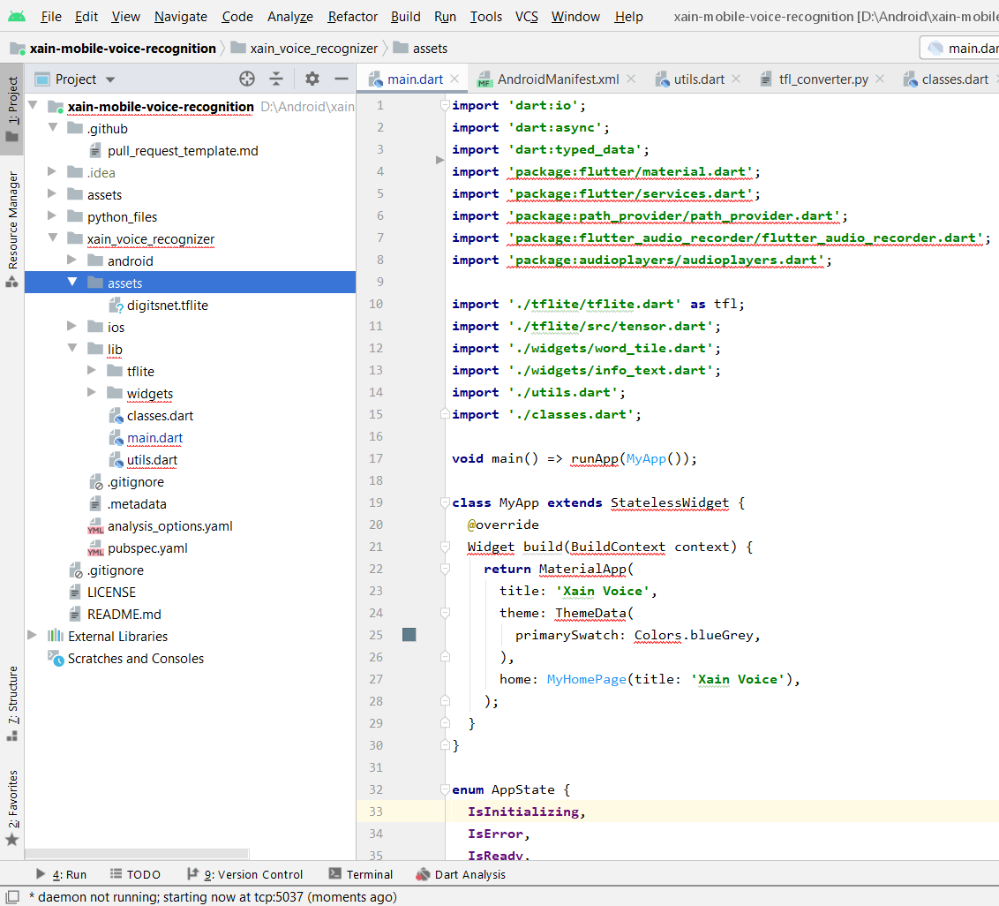 File Edit View Navigate Code Analyze Refactor Build Run Tools VCS Window Help xain-mobile-voice-recognition [D:\Android\xain-mobile
xain-mobile-voice-recognition xain_voice_recognizer assets main.dar
Project
main.dart AndroidManifest.xml utils.dart tfl_converter.py classes.dart
1: Project
Resource Manager
7: Structure
2: Favorites
xain-mobile-voice-recognition D:\Android\xain
.github
pull_request_template.md
.idea
assets
python_files
xain_voice_recognizer
android
assets
digitsnet.tflite
ios
lib
tflite
widgets
classes.dart
main.dart
utils.dart
.gitignore
.metadata
YML analysis_options.yaml
YML pubspec.yaml
.gitignore
LICENSE
README.md
External Libraries
Scratches and Consoles
1 import 'dart:io';
2 import 'dart:async';
3 import 'dart:typed_data';
4 import 'package:flutter/material.dart';
5 import 'package:flutter/services.dart';
6 import 'package:path_provider/path_provider.dart';
7 import 'package:flutter_audio_recorder/flutter_audio_recorder.dart';
8 import 'package:audioplayers/audioplayers.dart';
9
10 import './tflite/tflite.dart' as tfl;
11 import './tflite/src/tensor.dart';
12 import './widgets/word_tile.dart';
13 import './widgets/info_text.dart';
14 import './utils.dart';
15 import './classes.dart';
16
17 void main() => runApp(MyApp());
18
19 class MyApp extends StatelessWidget {
20 @override
21 Widget build(BuildContext context) {
22 return MaterialApp(
23 title: 'Xain Voice',
24 theme: ThemeData(
25 primarySwatch: Colors.blueGrey,
26 ),
27 home: MyHomePage(title: 'Xain Voice'),
28 );
29 }
30 }
31
32 enum AppState {
33 IsInitializing,
34 IsError,
35 IsReady,
4: Run TODO 9: Version Control Terminal Dart Analysis
* daemon not running; starting now at tcp:5037 (moments ago)